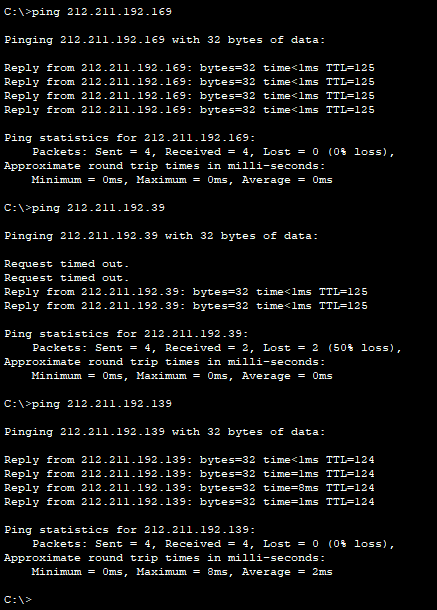 C:\>ping 212.211.192.169
Pinging 212.211.192.169 with 32 bytes of data:
Reply from 212.211.192.169: bytes=32 time<1ms TTL=125
Reply from 212.211.192.169: bytes=32 time<1ms TTL=125
Reply from 212.211.192.169: bytes=32 time<1ms TTL=125
Reply from 212.211.192.169: bytes=32 time<1ms TTL=125
Ping statistics for 212.211.192.169:
Packets: Sent = 4, Received = 4, Lost = 0 (0% loss),
Approximate round trip times in milli-seconds:
Minimum = 0ms, Maximum = 0ms, Average = 0ms
C:\>ping 212.211.192.39
Pinging 212.211.192.39 with 32 bytes of data:
Request timed out.
Request timed out.
Reply from 212.211.192.39: bytes=32 time<1ms TTL=125
Reply from 212.211.192.39: bytes=32 time<1ms TTL=125
Ping statistics for 212.211.192.39:
Packets: Sent = 4, Received = 2, Lost = 2 (50% loss),
Approximate round trip times in milli-seconds:
Minimum = 0ms, Maximum = 0ms, Average = 0ms
C:\>ping 212.211.192.139
Pinging 212.211.192.139 with 32 bytes of data:
Reply from 212.211.192.139: bytes=32 time<1ms TTL=124
Reply from 212.211.192.139: bytes=32 time=1ms TTL=124
Reply from 212.211.192.139: bytes=32 time=8ms TTL=124
Reply from 212.211.192.139: bytes=32 time=1ms TTL=124
Ping statistics for 212.211.192.139:
Packets: Sent = 4, Received = 4, Lost = 0 (0% loss),
Approximate round trip times in milli-seconds:
Minimum = 0ms, Maximum = 8ms, Average = 2ms
C:\>